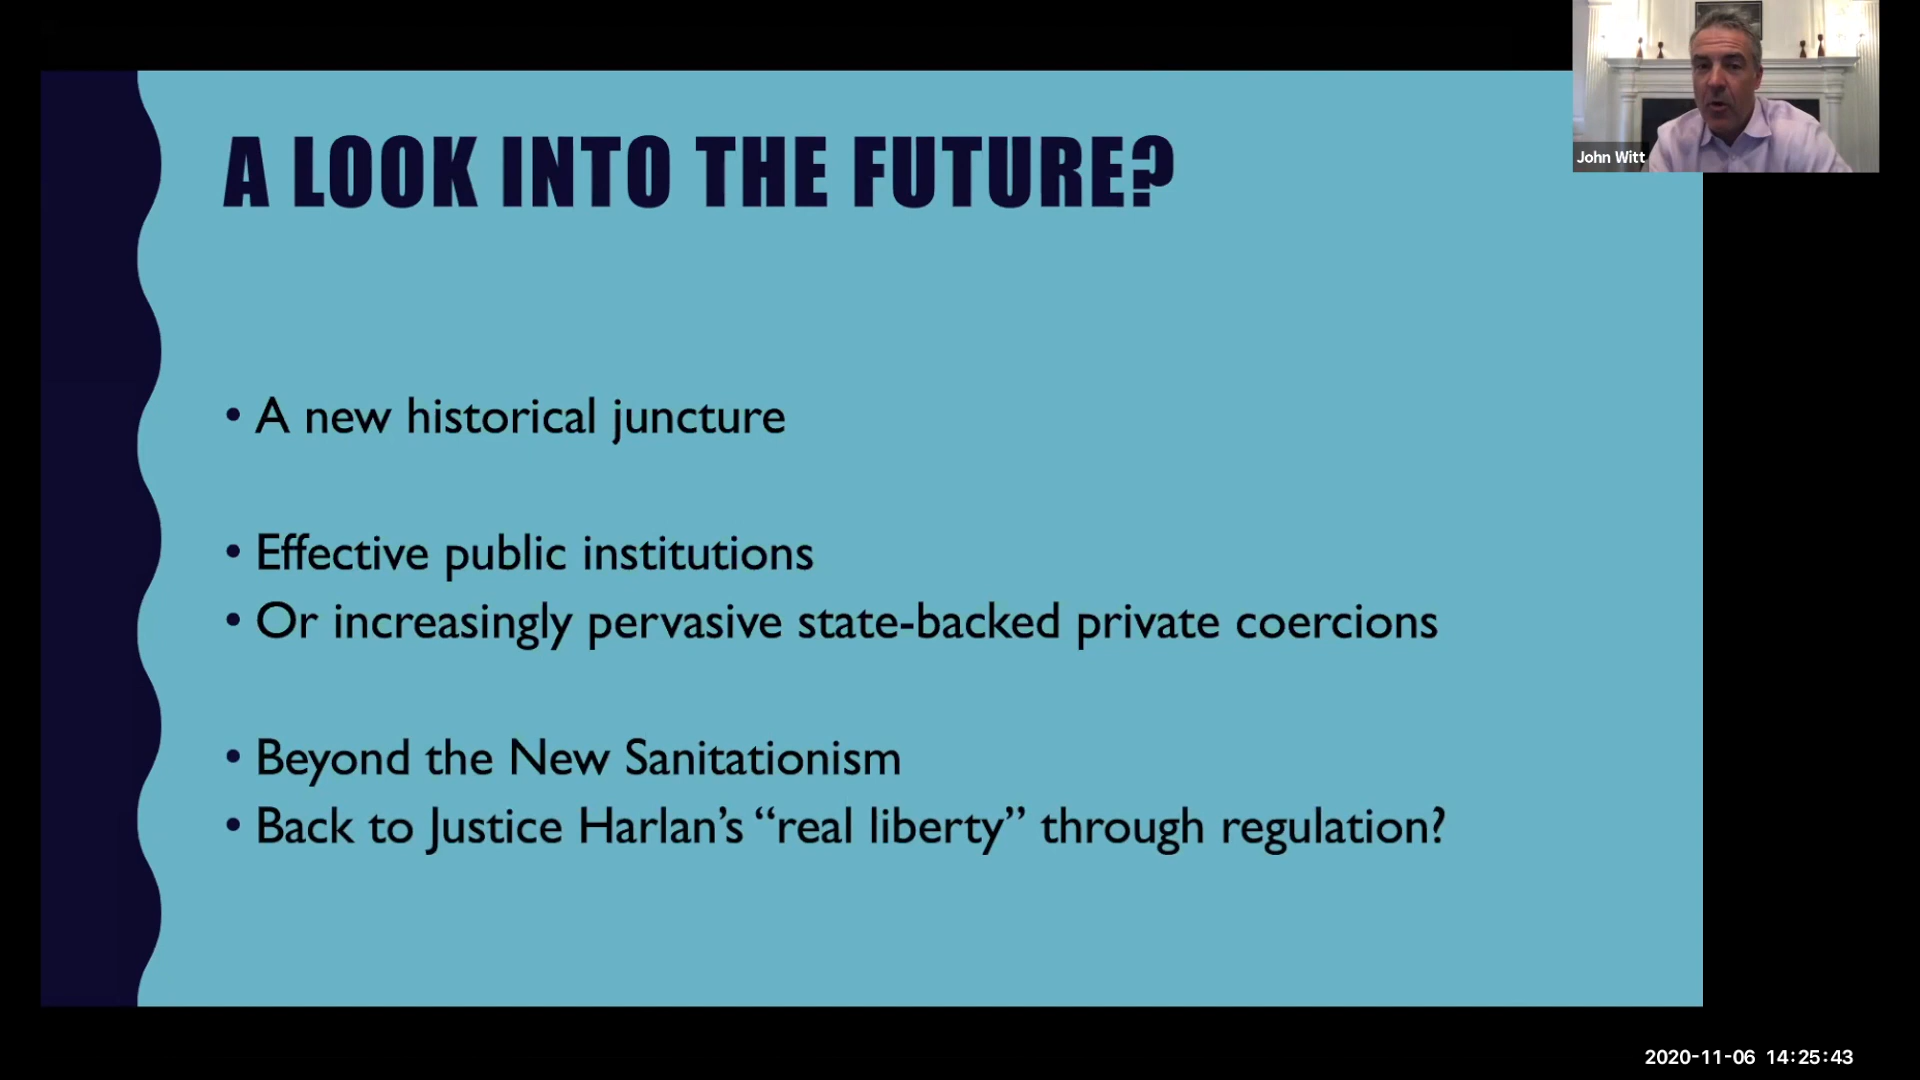 John Witt
A LOOK INTO THE FUTURE?
• A new historical juncture
• Effective public institutions
• Or increasingly pervasive state-backed private coercions
• Beyond the New Sanitationism
• Back to Justice Harlan’s “real liberty” through regulation?
2020-11-06 14:25:43